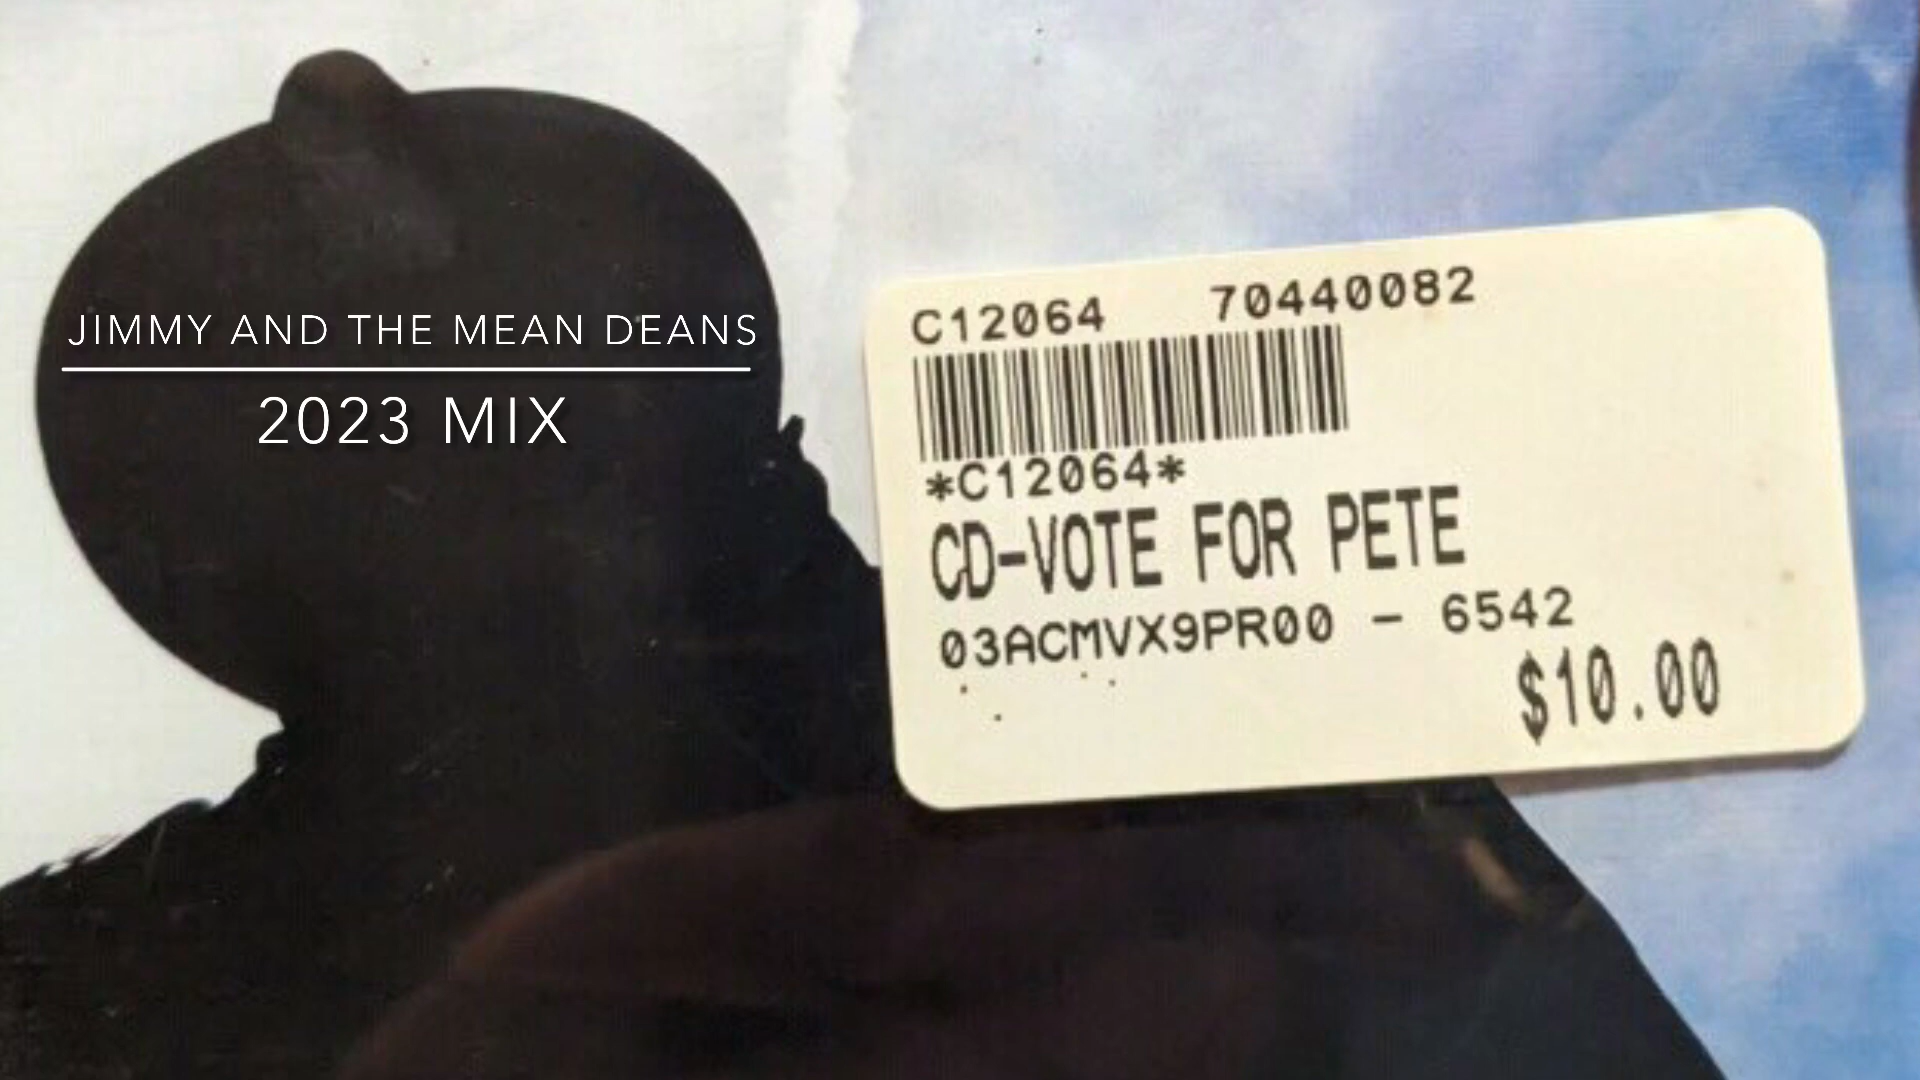 JIMMY AND THE MEAN DEANS
2023 MIX
C12064 70440082
*C12064*
CD-VOTE FOR PETE
03ACMVX9PR00 - 6542
$10.00